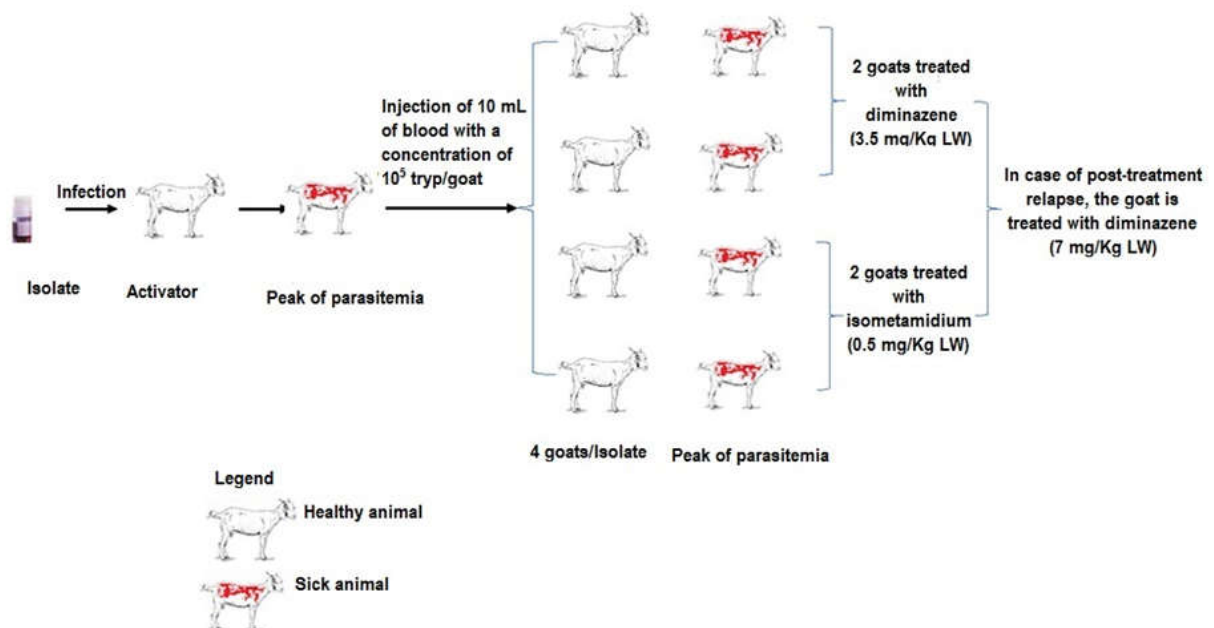 Isolate
Infection
Activator
Peak of parasitemia
Injection of 10 mL
of blood with a
concentration of
10⁵ tryp/goat
4 goats/Isolate
Peak of parasitemia
2 goats treated
with
diminazene
(3.5 mg/Kg LW)
2 goats treated
with
isometamidium
(0.5 mg/Kg LW)
In case of post-treatment
relapse, the goat is
treated with diminazene
(7 mg/Kg LW)
Legend
Healthy animal
Sick animal